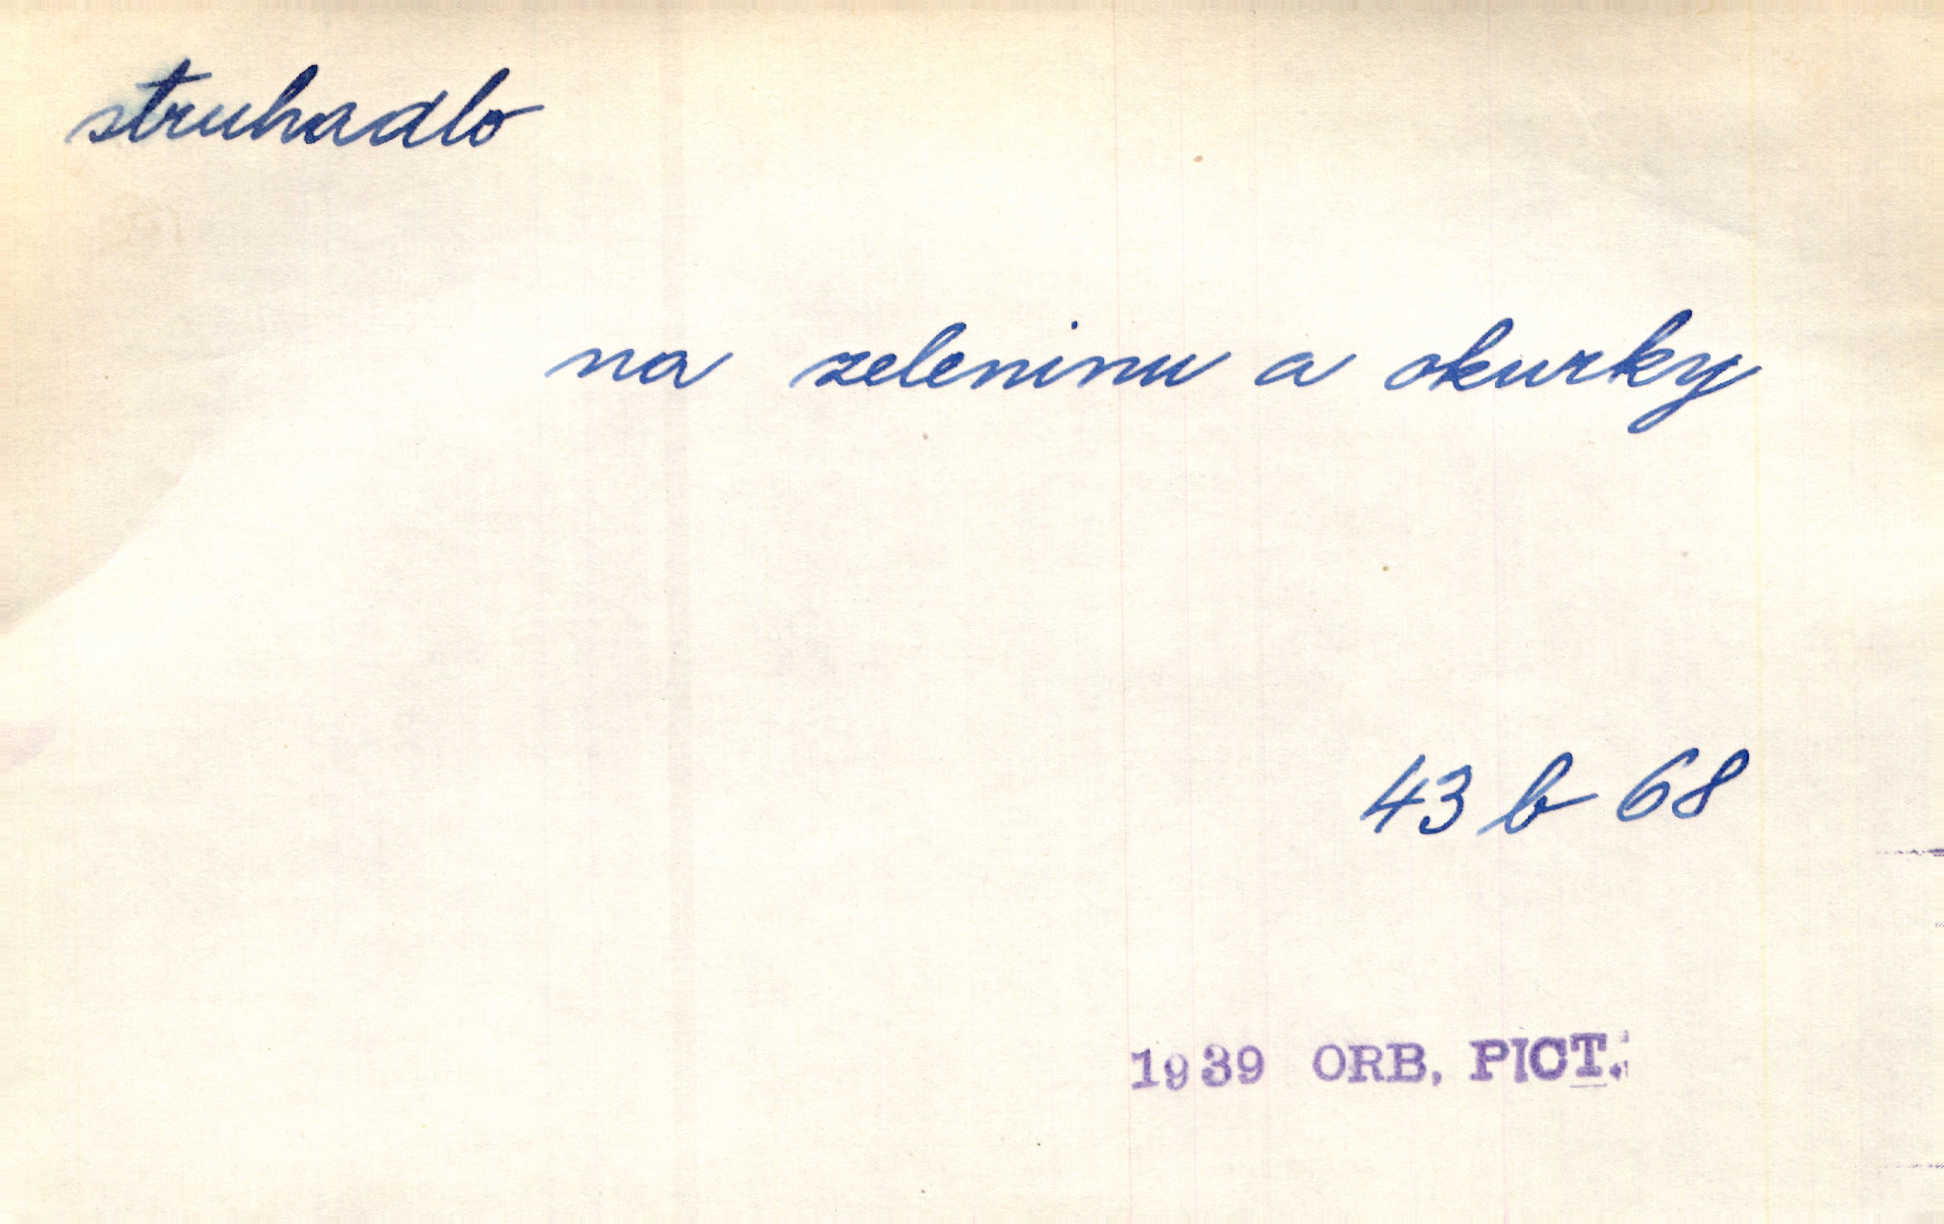 struhadlo
na zeleninu a okurky
43 b 68
1939 ORB. PICT.